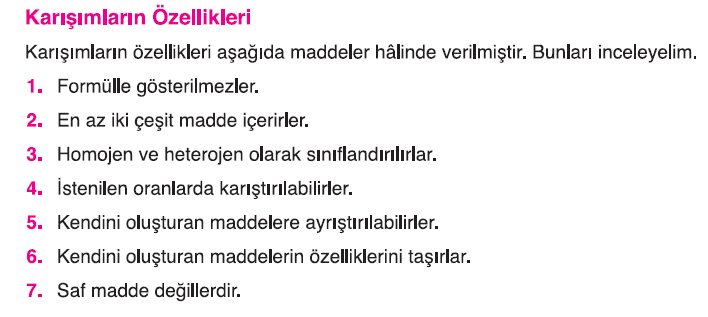 Karışımların Özellikleri
Karışımların özellikleri aşağıda maddeler hâlinde verilmiştir. Bunları inceleyelim.
1. Formülle gösterilmezler.
2. En az iki çeşit madde içerirler.
3. Homojen ve heterojen olarak sınıflandırılırlar.
4. İstenilen oranlarda karıştırılabilirler.
5. Kendini oluşturan maddelere ayrıştırılabilirler.
6. Kendini oluşturan maddelerin özelliklerini taşırlar.
7. Saf madde değillerdir.